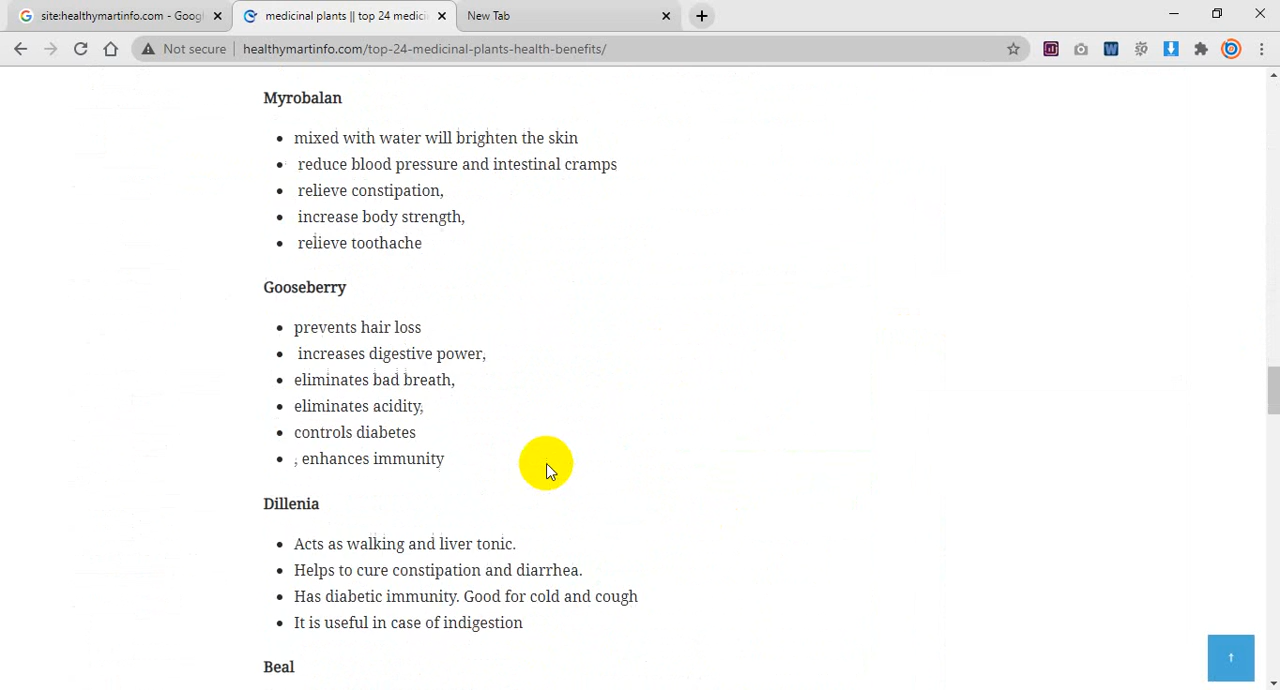 site:healthymartinfo.com - Googl
medicinal plants || top 24 medicin
New Tab
Not secure
healthymartinfo.com/top-24-medicinal-plants-health-benefits/
Myrobalan
mixed with water will brighten the skin
reduce blood pressure and intestinal cramps
relieve constipation,
increase body strength,
relieve toothache
Gooseberry
prevents hair loss
increases digestive power,
eliminates bad breath,
eliminates acidity,
controls diabetes
, enhances immunity
Dillenia
Acts as walking and liver tonic.
Helps to cure constipation and diarrhea.
Has diabetic immunity. Good for cold and cough
It is useful in case of indigestion
Beal